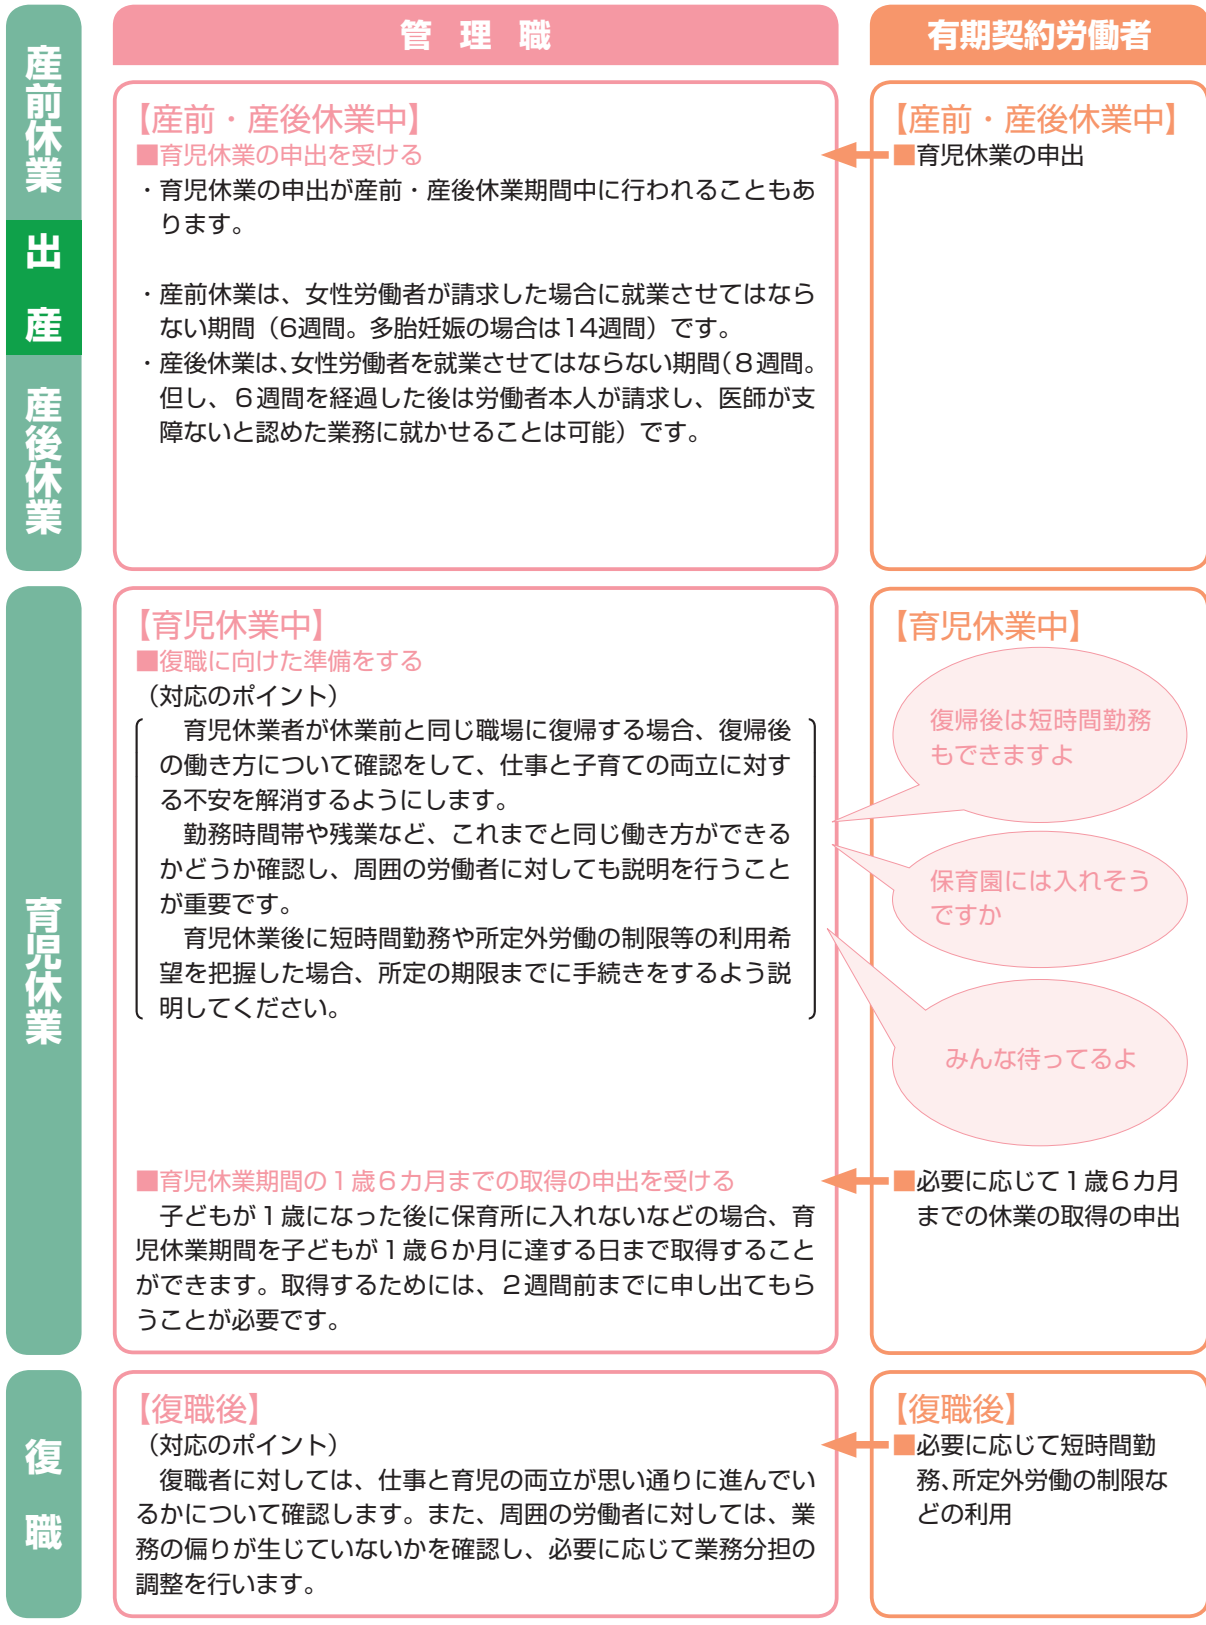 産前休業
出産
産後休業
管理職
有期契約労働者
【産前・産後休業中】
■育児休業の申出を受ける
・育児休業の申出が産前・産後休業期間中に行われることもあ
ります。
・産前休業は、女性労働者が請求した場合に就業させてはなら
ない期間（6週間。多胎妊娠の場合は14週間）です。
・産後休業は、女性労働者を就業させてはならない期間（８週間。
但し、６週間を経過した後は労働者本人が請求し、医師が支
障ないと認めた業務に就かせることは可能）です。
【産前・産後休業中】
■育児休業の申出
育児休業
【育児休業中】
■復職に向けた準備をする
（対応のポイント）
育児休業者が休業前と同じ職場に復帰する場合、復帰後
の働き方について確認をして、仕事と子育ての両立に対す
る不安を解消するようにします。
勤務時間帯や残業など、これまでと同じ働き方ができる
かどうか確認し、周囲の労働者に対しても説明を行うこと
が重要です。
育児休業後に短時間勤務や所定外労働の制限等の利用希
望を把握した場合、所定の期限までに手続きをするよう説
明してください。
■育児休業期間の１歳６カ月までの取得の申出を受ける
子どもが１歳になった後に保育所に入れないなどの場合、育
児休業期間を子どもが１歳６か月に達する日まで取得すること
ができます。取得するためには、２週間前までに申し出てもら
うことが必要です。
【育児休業中】
復帰後は短時間勤務
もできますよ
保育園には入れそう
ですか
みんな待ってるよ
■必要に応じて１歳６カ月
までの休業の取得の申出
復職
【復職後】
（対応のポイント）
復職者に対しては、仕事と育児の両立が思い通りに進んでい
るかについて確認します。また、周囲の労働者に対しては、業
務の偏りが生じていないかを確認し、必要に応じて業務分担の
調整を行います。
【復職後】
■必要に応じて短時間勤
務、所定外労働の制限な
どの利用